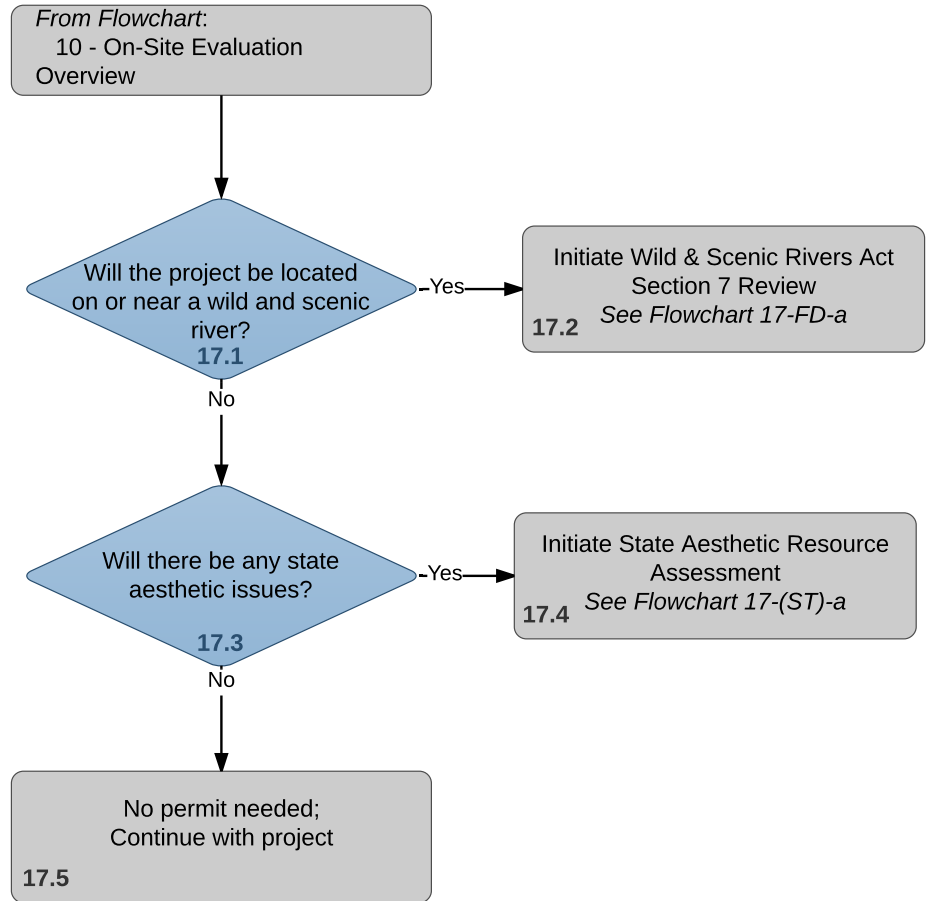 From Flowchart:
10 - On-Site Evaluation
Overview
Will the project be located
on or near a wild and scenic
river?
17.1
Yes
Initiate Wild & Scenic Rivers Act
Section 7 Review
See Flowchart 17-FD-a
17.2
No
Will there be any state
aesthetic issues?
17.3
Yes
Initiate State Aesthetic Resource
Assessment
See Flowchart 17-(ST)-a
17.4
No
No permit needed;
Continue with project
17.5